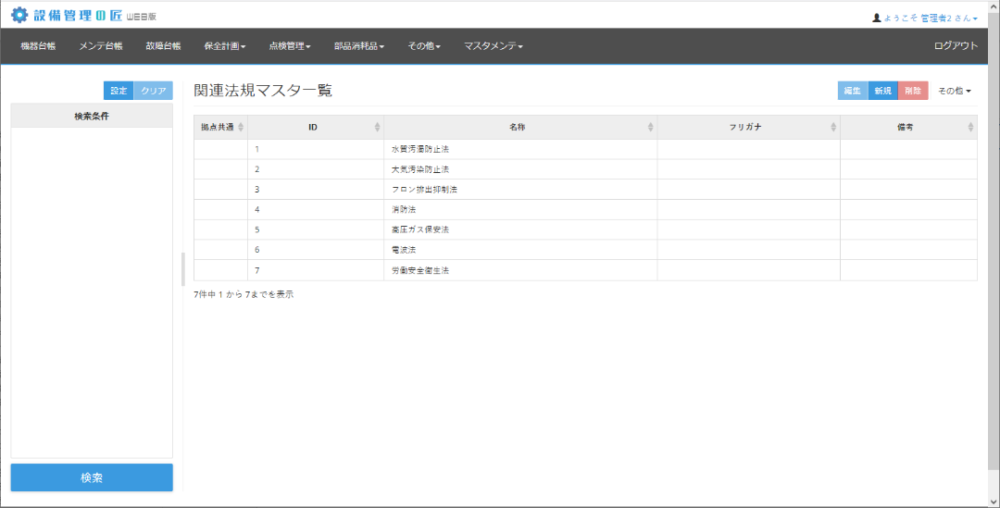 設備管理の匠 WEB版
ようこそ 管理者2 さん
機器台帳 メンテ台帳 故障台帳 保全計画 点検管理 部品消耗品 その他 マスタメンテ ログアウト
設定 クリア
検索条件
検索
関連法規マスタ一覧
編集 新規 削除 その他
拠点共通 ID 名称 フリガナ 備考
1 水質汚濁防止法
2 大気汚染防止法
3 フロン排出抑制法
4 消防法
5 高圧ガス保安法
6 電波法
7 労働安全衛生法
7件中 1 から 7までを表示